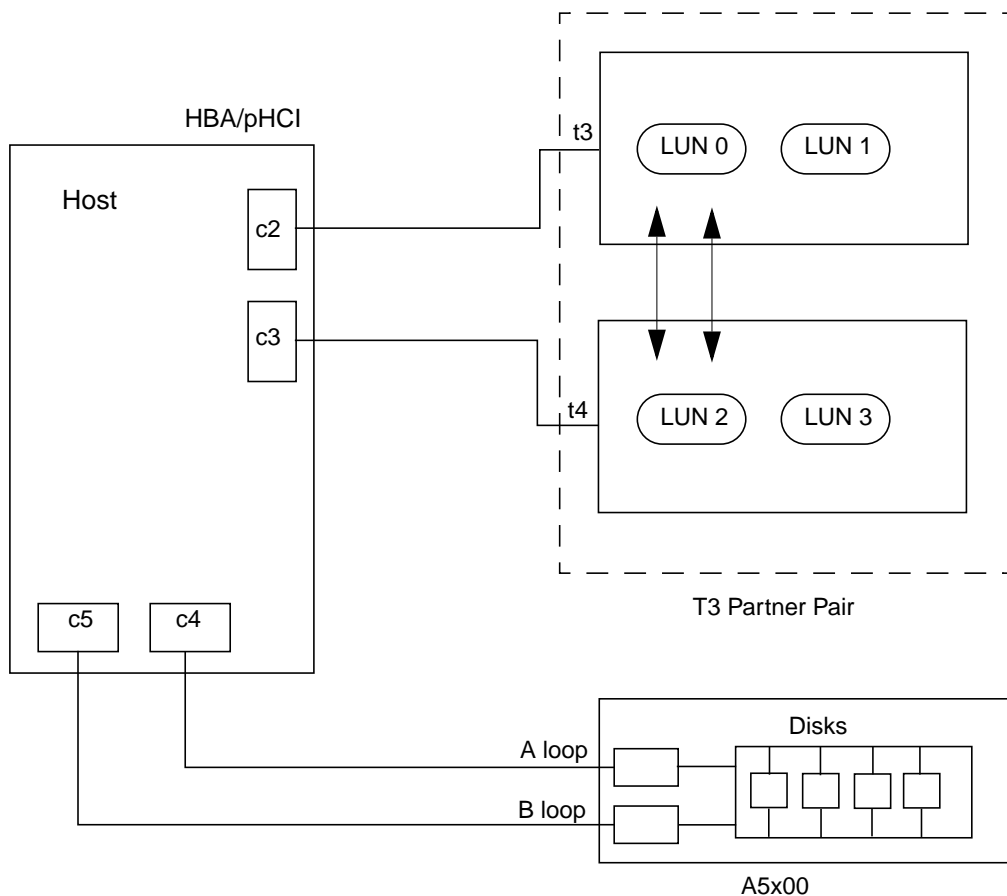 HBA/pHCI
Host
c2
c3
t3
LUN 0
LUN 1
t4
LUN 2
LUN 3
T3 Partner Pair
c5
c4
A loop
B loop
Disks
A5x00